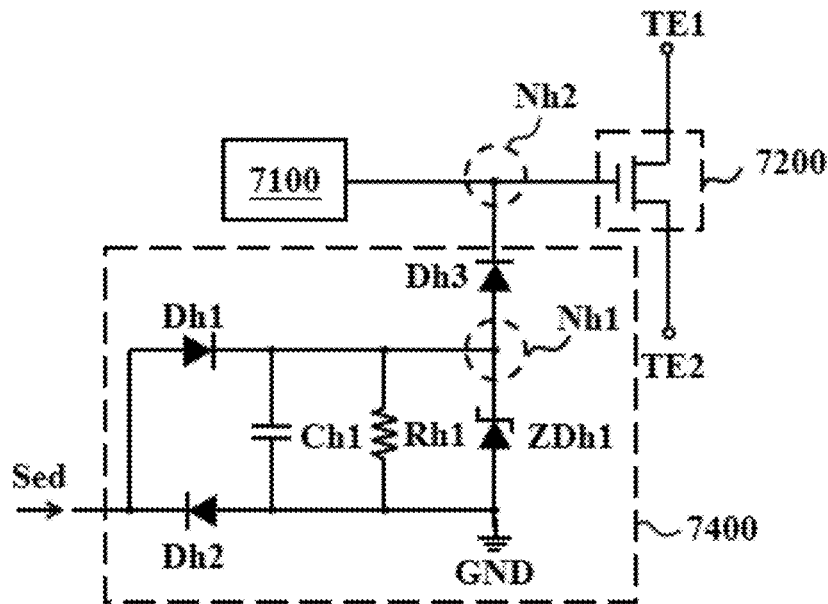 TE1
Nh2
7100
7200
Dh3
Dh1
Nh1
TE2
Ch1
Rh1
ZDh1
Sed
Dh2
GND
7400